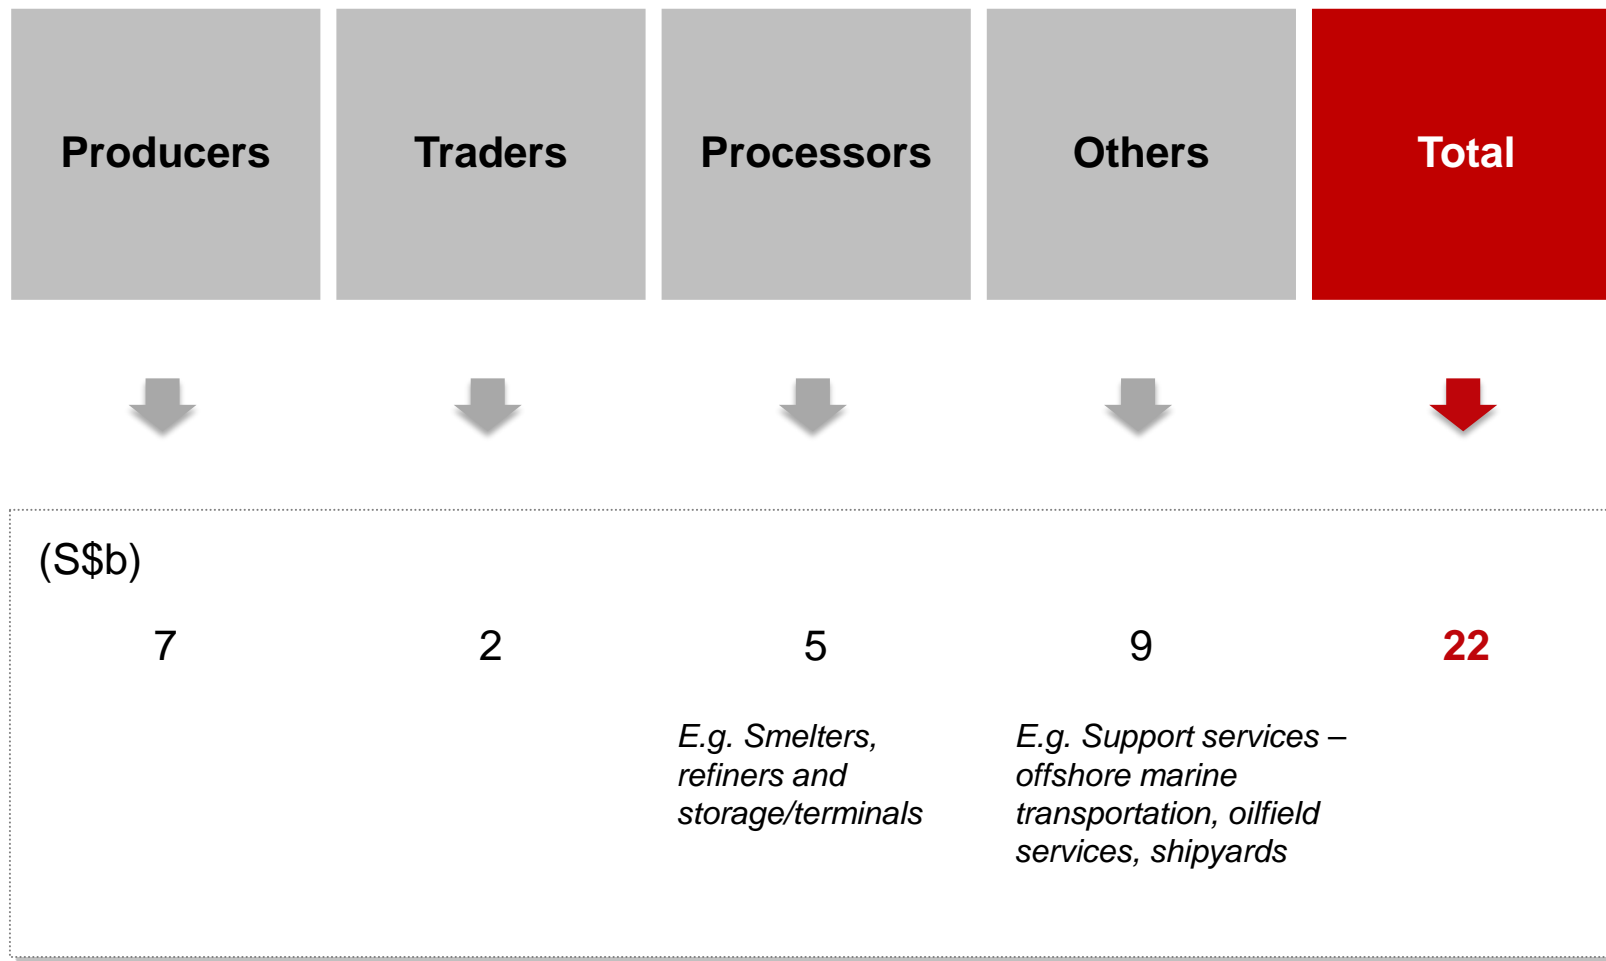 Producers
Traders
Processors
Others
Total
(S$b)
7
2
5
9
22
E.g. Smelters,
refiners and
storage/terminals
E.g. Support services –
offshore marine
transportation, oilfield
services, shipyards